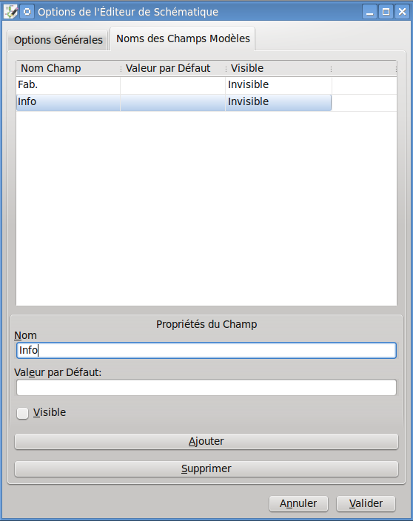 Options de l'Éditeur de Schématique
Options Générales Noms des Champs Modèles
Nom Champ Valeur par Défaut Visible
Fab. Invisible
Info Invisible
Propriétés du Champ
Nom
Info
Valeur par Défaut:
Visible
Ajouter
Supprimer
Annuler Valider